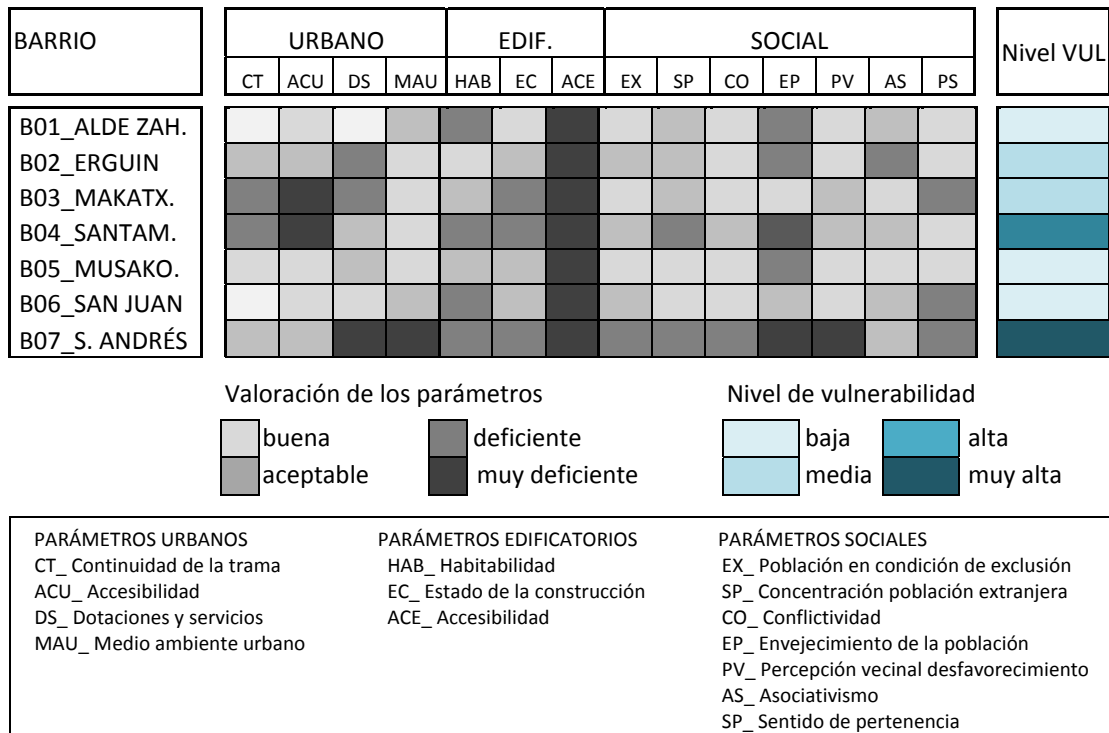 BARRIO URBANO EDIF. SOCIAL Nivel VUL
CT ACU DS MAU HAB EC ACE EX SP CO EP PV AS PS
B01_ALDE ZAH.
B02_ERGUIN
B03_MAKATX.
B04_SANTAM.
B05_MUSAKO.
B06_SAN JUAN
B07_S. ANDRÉS
Valoración de los parámetros Nivel de vulnerabilidad
buena deficiente baja alta
aceptable muy deficiente media muy alta
PARÁMETROS URBANOS
CT_ Continuidad de la trama
ACU_ Accesibilidad
DS_ Dotaciones y servicios
MAU_ Medio ambiente urbano
PARÁMETROS EDIFICATORIOS
HAB_ Habitabilidad
EC_ Estado de la construcción
ACE_ Accesibilidad
PARÁMETROS SOCIALES
EX_ Población en condición de exclusión
SP_ Concentración población extranjera
CO_ Conflictividad
EP_ Envejecimiento de la población
PV_ Percepción vecinal desfavorecimiento
AS_ Asociativismo
SP_ Sentido de pertenencia